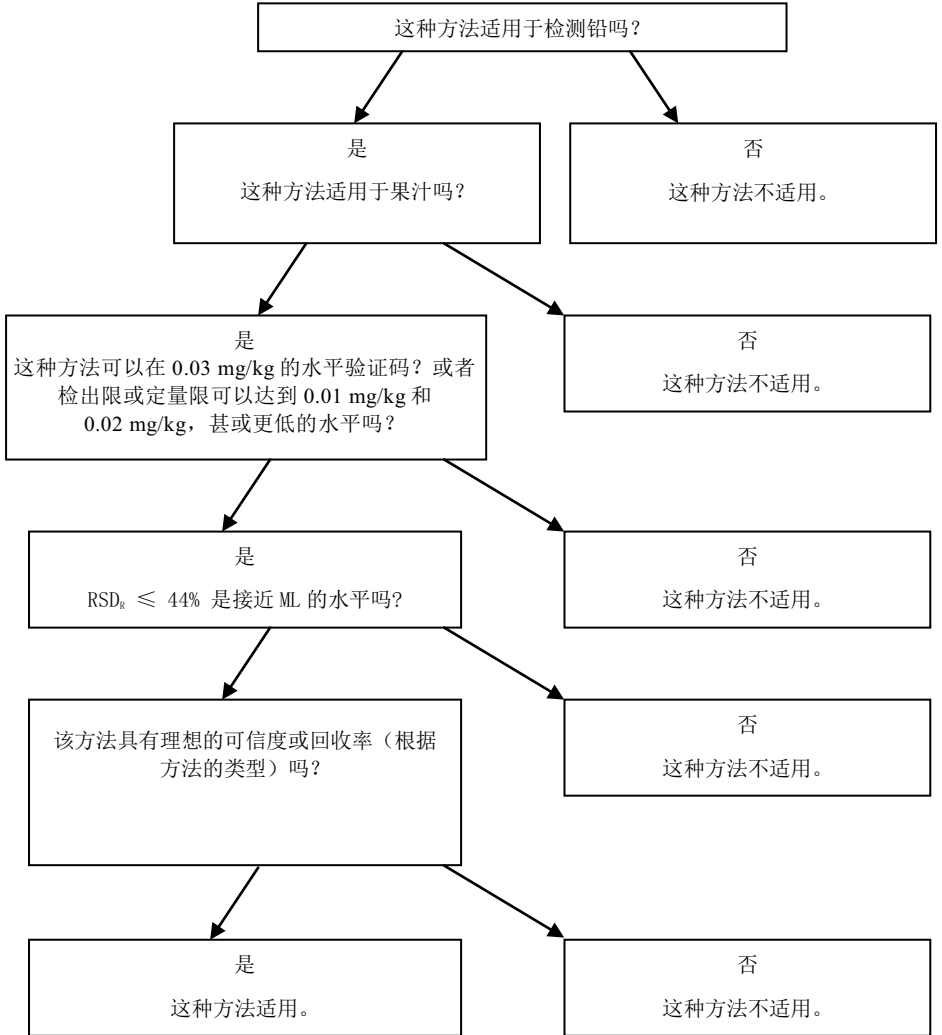 这种方法适用于检测铅吗？
是
这种方法适用于果汁吗？
否
这种方法不适用。
是
这种方法可以在 0.03 mg/kg 的水平验证码？或者
检出限或定量限可以达到 0.01 mg/kg 和
0.02 mg/kg，甚或更低的水平吗？
否
这种方法不适用。
是
RSDR ≤ 44% 是接近 ML 的水平吗?
否
这种方法不适用。
该方法具有理想的可信度或回收率（根据
方法的类型）吗？
否
这种方法不适用。
是
这种方法适用。
否
这种方法不适用。